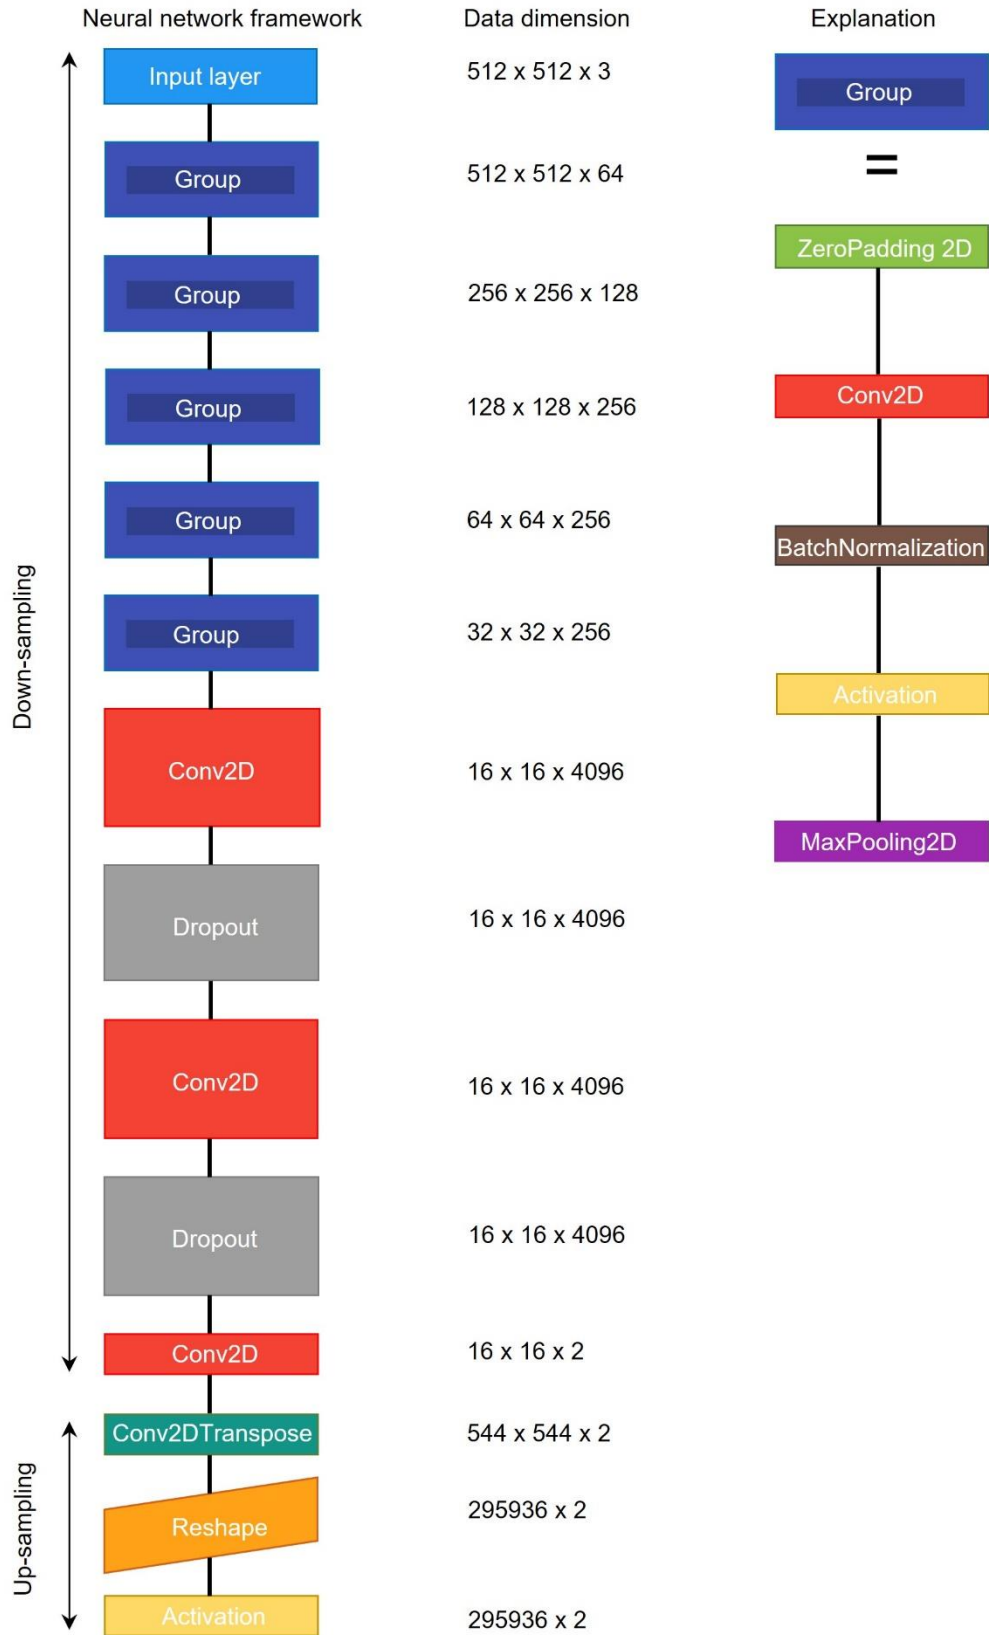 Neural network framework
Data dimension
Explanation
Down-sampling
Input layer
512 x 512 x 3
Group
512 x 512 x 64
Group
256 x 256 x 128
Group
128 x 128 x 256
Group
64 x 64 x 256
Group
32 x 32 x 256
Conv2D
16 x 16 x 4096
Dropout
16 x 16 x 4096
Conv2D
16 x 16 x 4096
Dropout
16 x 16 x 4096
Conv2D
16 x 16 x 2
Up-sampling
Conv2DTranspose
544 x 544 x 2
Reshape
295936 x 2
Activation
295936 x 2
Group
=
ZeroPadding 2D
Conv2D
BatchNormalization
Activation
MaxPooling2D